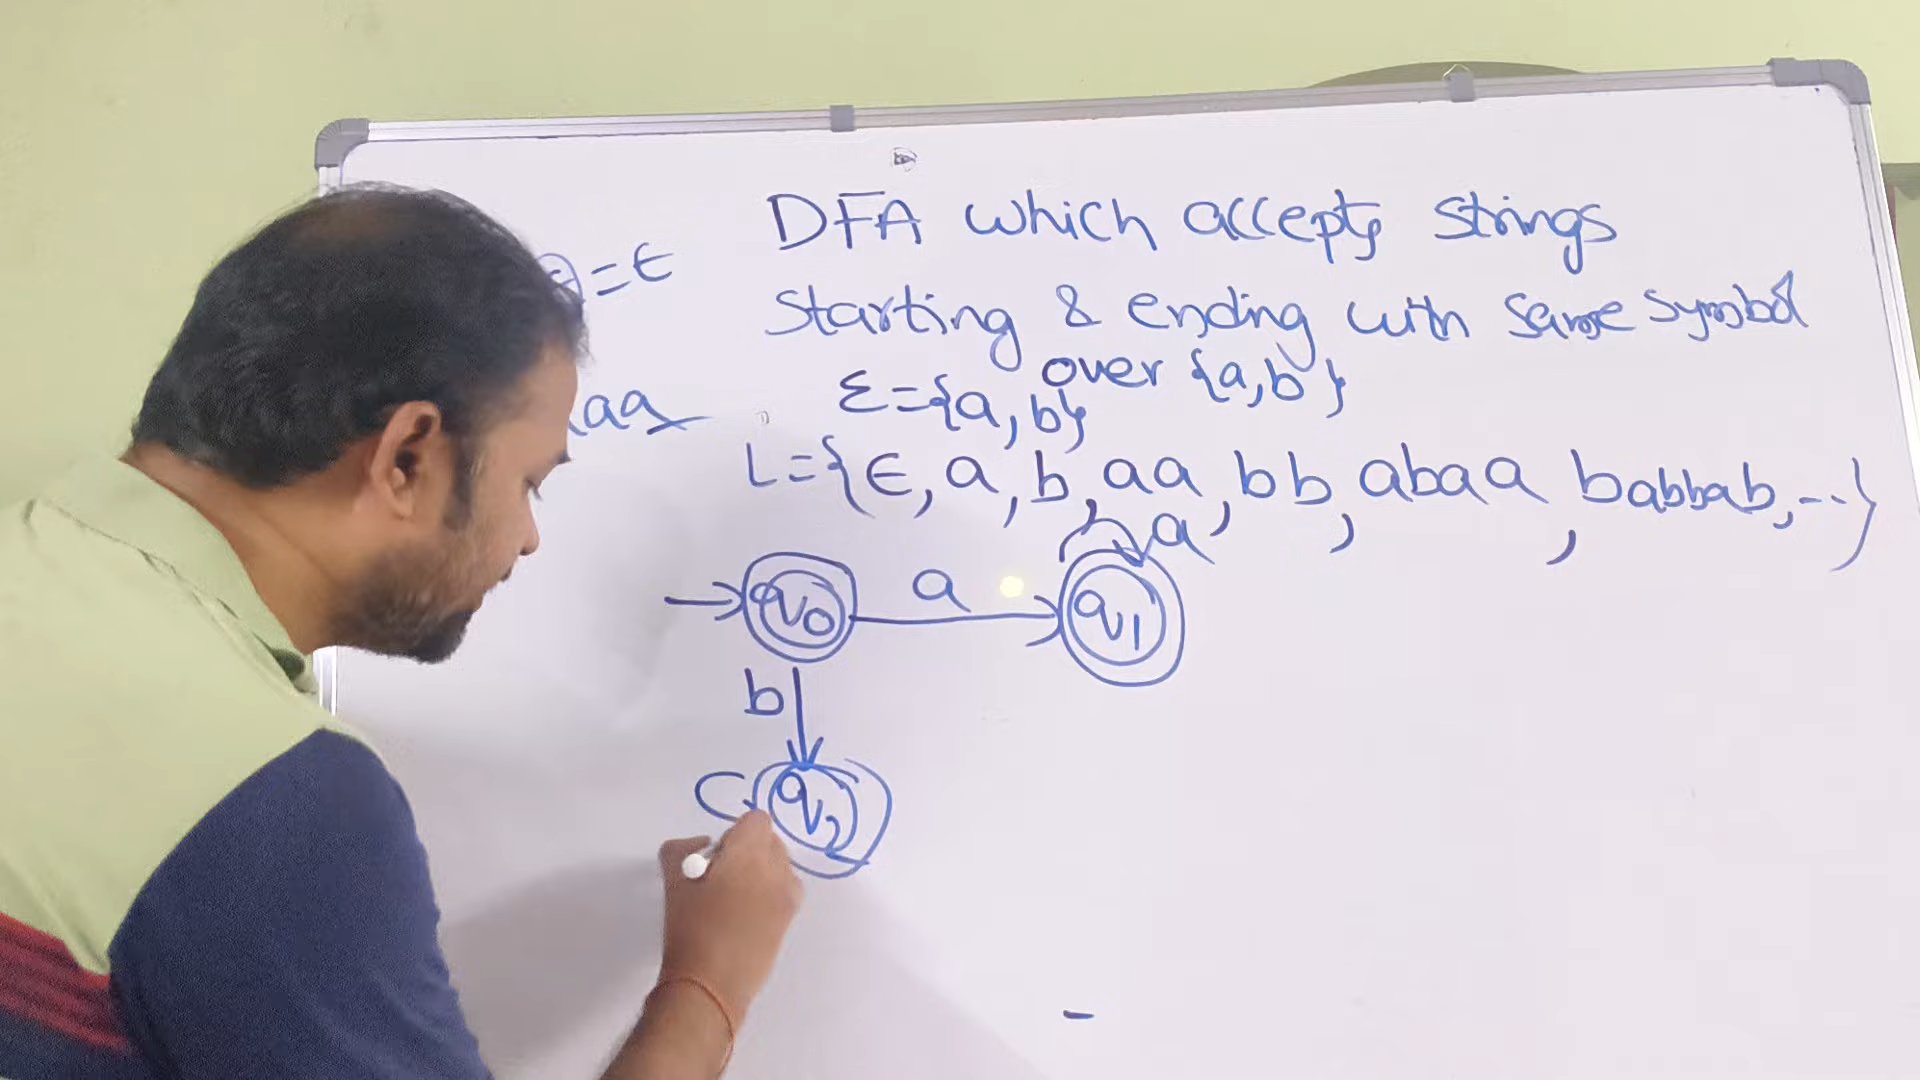 DFA which accepts strings
starting & ending with same symbol
over {a,b}
=ϵ
aa
Ɛ={a,b}
L={ϵ, a, b, aa, bb, abaa, babbab, ...}
a
q0 a q1
b
q2